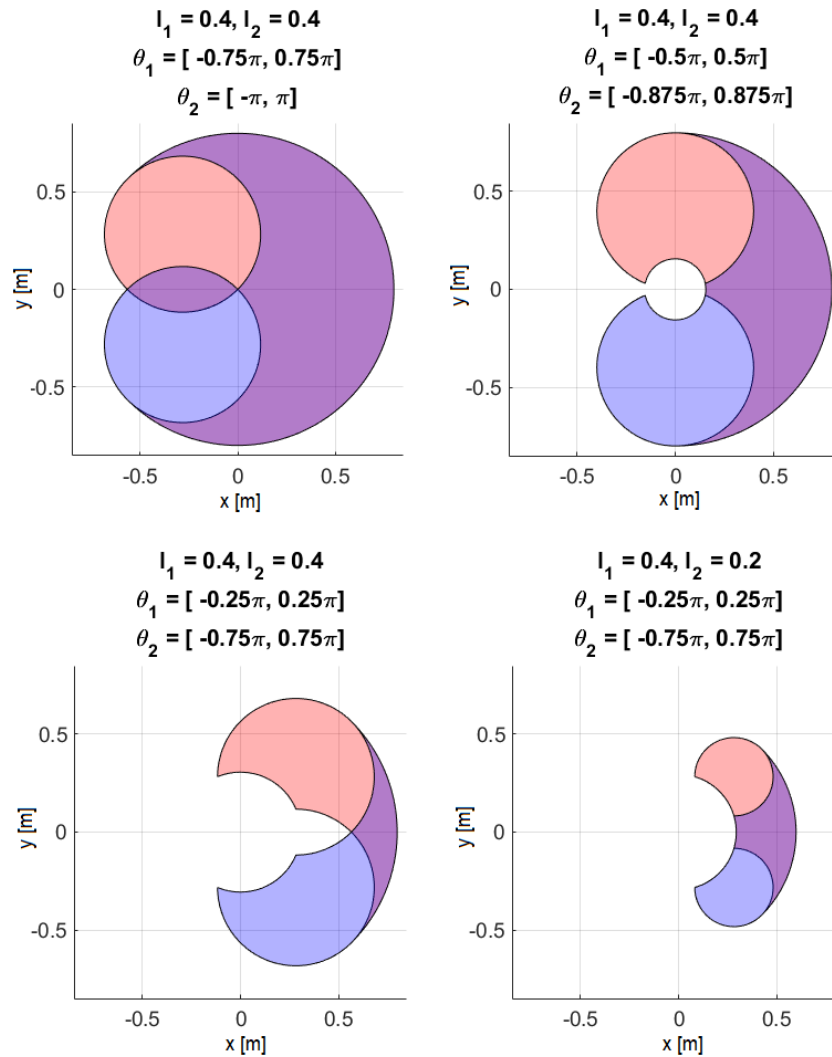 l₁ = 0.4, l₂ = 0.4
θ₁ = [ -0.75π, 0.75π]
θ₂ = [ -π, π]
0.5
0
-0.5
y [m]
-0.5
0
0.5
x [m]
l₁ = 0.4, l₂ = 0.4
θ₁ = [ -0.5π, 0.5π]
θ₂ = [ -0.875π, 0.875π]
0.5
0
-0.5
y [m]
-0.5
0
0.5
x [m]
l₁ = 0.4, l₂ = 0.4
θ₁ = [ -0.25π, 0.25π]
θ₂ = [ -0.75π, 0.75π]
0.5
0
-0.5
y [m]
-0.5
0
0.5
x [m]
l₁ = 0.4, l₂ = 0.2
θ₁ = [ -0.25π, 0.25π]
θ₂ = [ -0.75π, 0.75π]
0.5
0
-0.5
y [m]
-0.5
0
0.5
x [m]